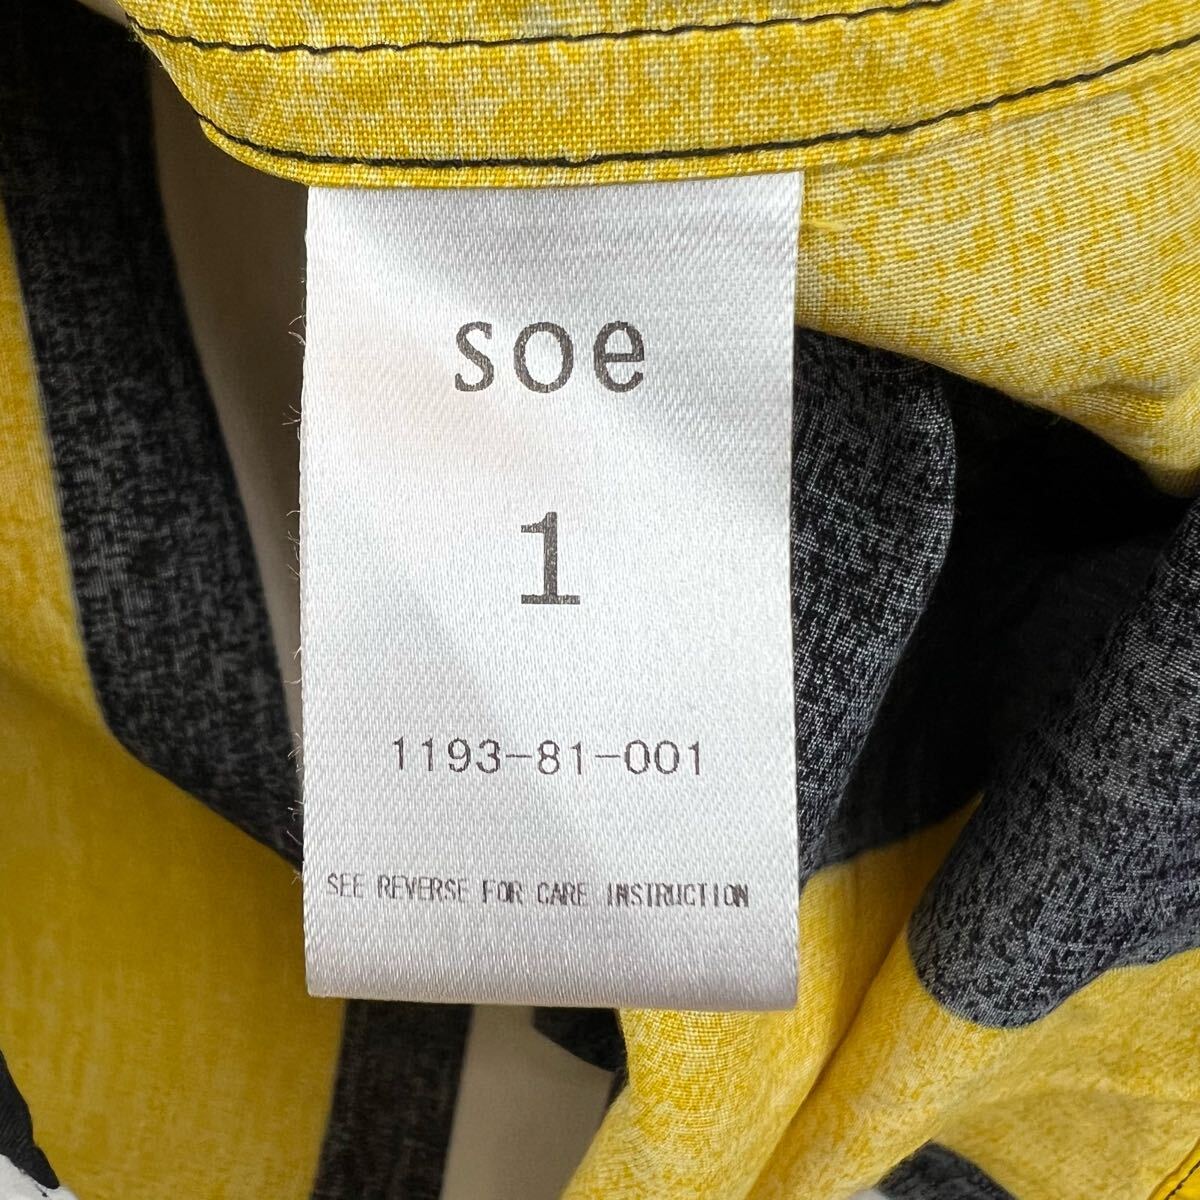 soe
1
1193-81-001
SEE REVERSE FOR CARE INSTRUCTION